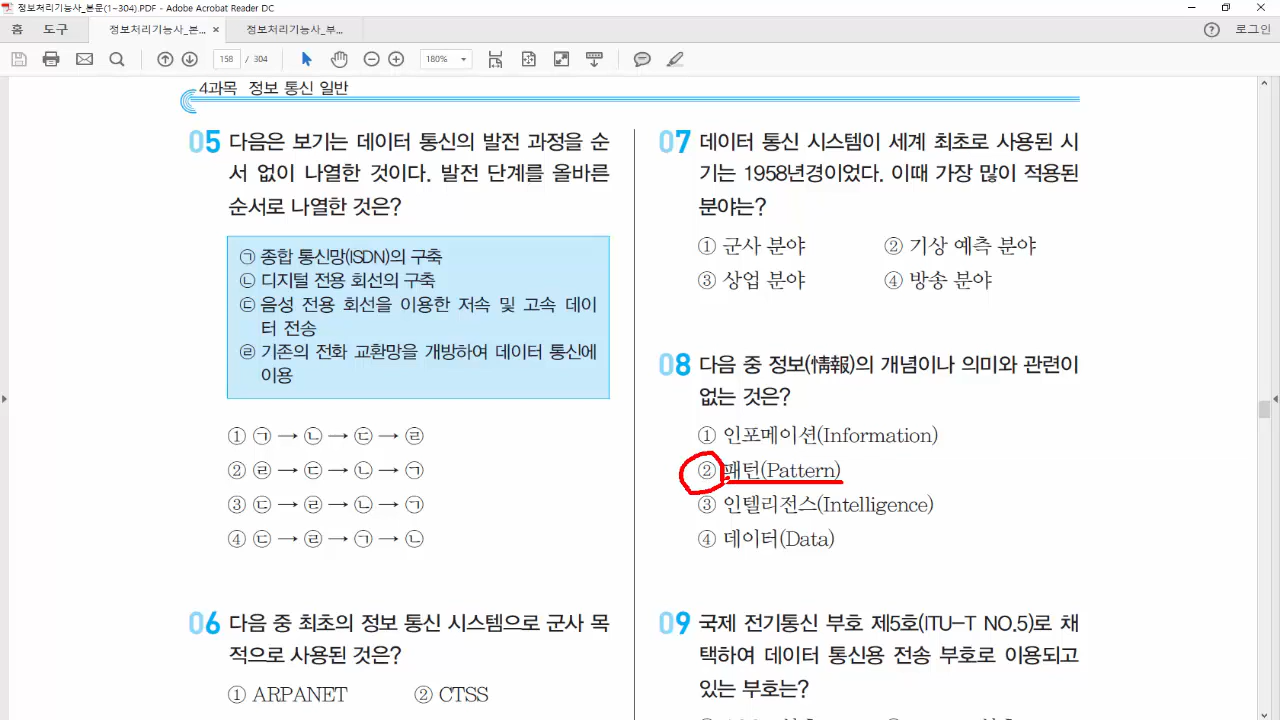 정보처리기능사_본문(1~304).PDF - Adobe Acrobat Reader DC
홈 도구 정보처리기능사_본... × 정보처리기능사_부... 로그인
158 / 304 180%
4과목 정보 통신 일반
05 다음은 보기는 데이터 통신의 발전 과정을 순
서 없이 나열한 것이다. 발전 단계를 올바른
순서로 나열한 것은?
㉠ 종합 통신망(ISDN)의 구축
㉡ 디지털 전용 회선의 구축
㉢ 음성 전용 회선을 이용한 저속 및 고속 데이
터 전송
㉣ 기존의 전화 교환망을 개방하여 데이터 통신에
이용
① ㉠ → ㉡ → ㉢ → ㉣
② ㉣ → ㉢ → ㉡ → ㉠
③ ㉢ → ㉣ → ㉡ → ㉠
④ ㉢ → ㉣ → ㉠ → ㉡
06 다음 중 최초의 정보 통신 시스템으로 군사 목
적으로 사용된 것은?
① ARPANET ② CTSS
07 데이터 통신 시스템이 세계 최초로 사용된 시
기는 1958년경이었다. 이때 가장 많이 적용된
분야는?
① 군사 분야 ② 기상 예측 분야
③ 상업 분야 ④ 방송 분야
08 다음 중 정보(情報)의 개념이나 의미와 관련이
없는 것은?
① 인포메이션(Information)
② 패턴(Pattern)
③ 인텔리전스(Intelligence)
④ 데이터(Data)
09 국제 전기통신 부호 제5호(ITU-T NO.5)로 채
택하여 데이터 통신용 전송 부호로 이용되고
있는 부호는?